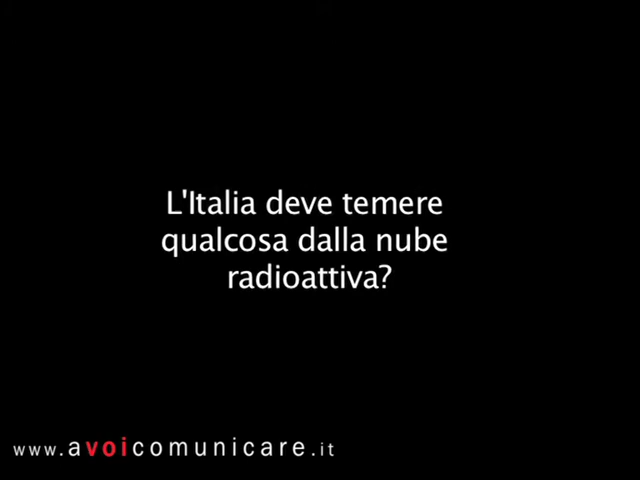 L'Italia deve temere
qualcosa dalla nube
radioattiva?
www.avoicomunicare.it